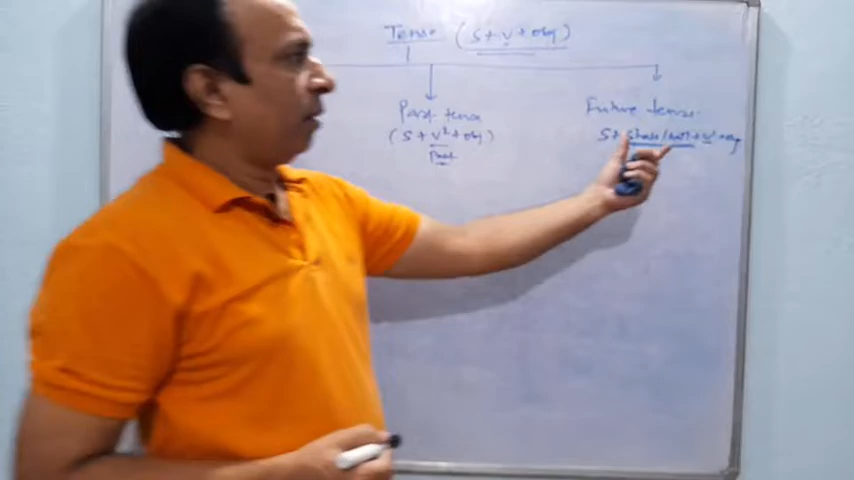 Tense (S+V+obj)
Past tense
Future tense
(S+V²+obj)
S+shall/will+V¹+obj
Past